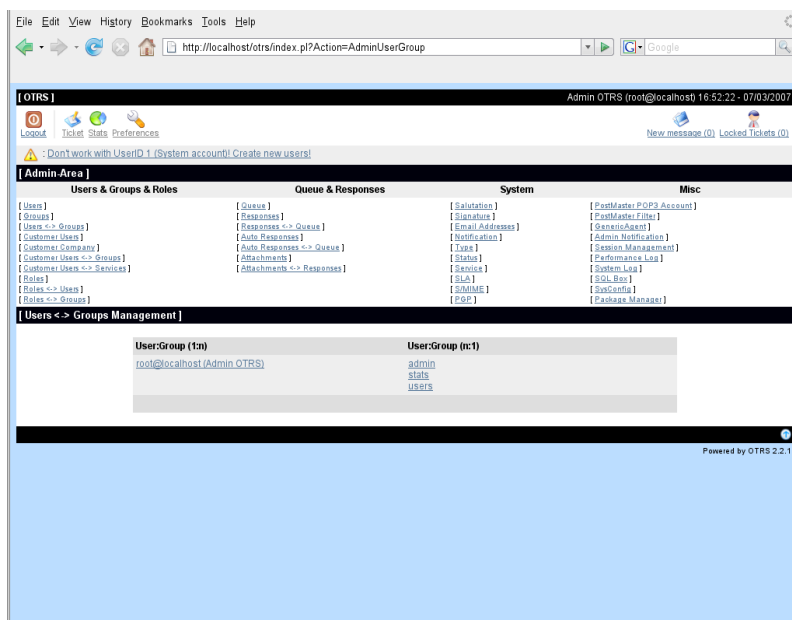 File Edit View History Bookmarks Tools Help
http://localhost/otrs/index.pl?Action=AdminUserGroup
G Google
[ OTRS ] Admin OTRS (root@localhost) 16:52:22 - 07/03/2007
Logout Ticket Stats Preferences New message (0) Locked Tickets (0)
: Don't work with UserID 1 (System account)! Create new users!
[ Admin-Area ]
Users & Groups & Roles Queue & Responses System Misc
[ Users ] [ Queue ] [ Salutation ] [ PostMaster POP3 Account ]
[ Groups ] [ Responses ] [ Signature ] [ PostMaster Filter ]
[ Users <-> Groups ] [ Responses <-> Queue ] [ Email Addresses ] [ GenericAgent ]
[ Customer Users ] [ Auto Responses ] [ Notification ] [ Admin Notification ]
[ Customer Company ] [ Auto Responses <-> Queue ] [ Type ] [ Session Management ]
[ Customer Users <-> Groups ] [ Attachments ] [ Status ] [ Performance Log ]
[ Customer Users <-> Services ] [ Attachments <-> Responses ] [ Service ] [ System Log ]
[ Roles ] [ SLA ] [ SQL Box ]
[ Roles <-> Users ] [ S/MIME ] [ SysConfig ]
[ Roles <-> Groups ] [ PGP ] [ Package Manager ]
[ Users <-> Groups Management ]
User:Group (1:n) User:Group (n:1)
root@localhost (Admin OTRS) admin
stats
users
Powered by OTRS 2.2.1